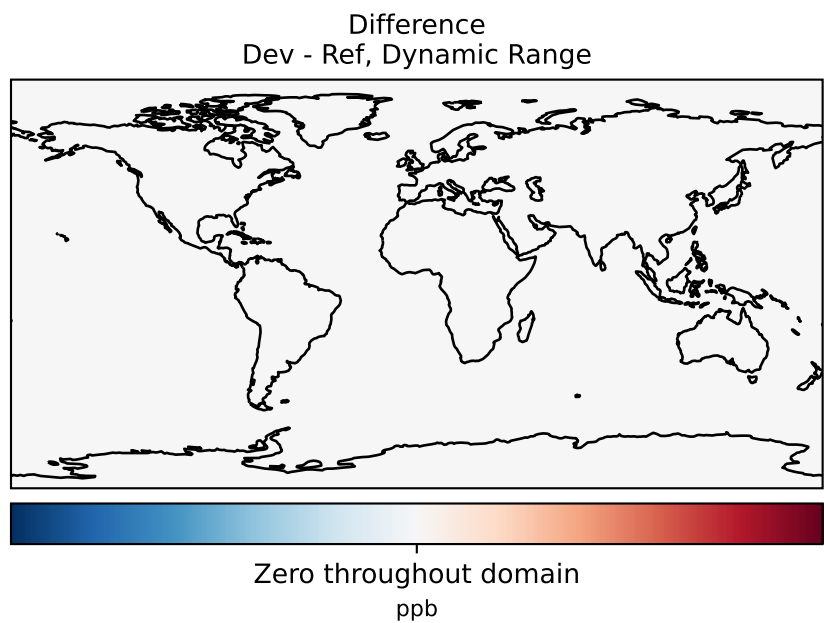 Difference
Dev - Ref, Dynamic Range
Zero throughout domain
ppb